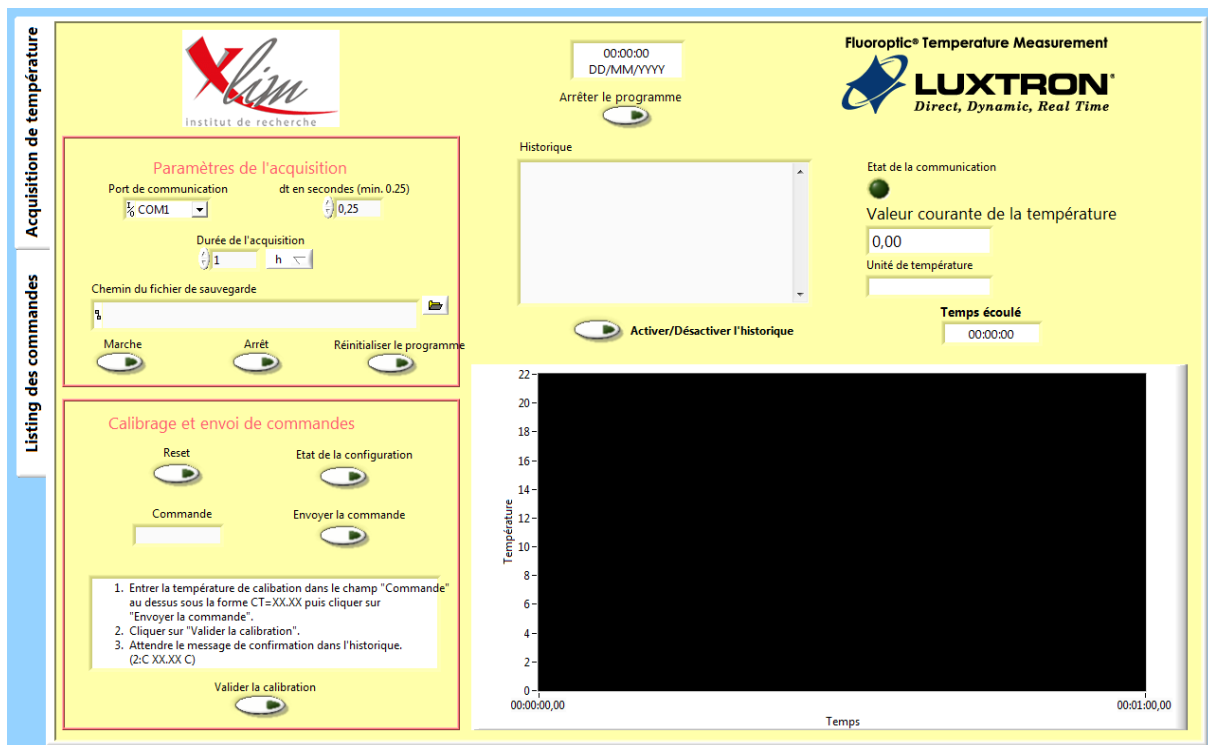 Acquisition de température
Listing des commandes
Xlim
institut de recherche
00:00:00
DD/MM/YYYY
Arrêter le programme
Fluoroptic® Temperature Measurement
LUXTRON®
Direct, Dynamic, Real Time
Paramètres de l'acquisition
Port de communication
dt en secondes (min. 0.25)
COM1
0,25
Durée de l'acquisition
1
h
Chemin du fichier de sauvegarde
Marche
Arrêt
Réinitialiser le programme
Historique
Activer/Désactiver l'historique
Etat de la communication
Valeur courante de la température
0,00
Unité de température
Temps écoulé
00:00:00
Calibrage et envoi de commandes
Reset
Etat de la configuration
Commande
Envoyer la commande
1. Entrer la température de calibation dans le champ "Commande"
au dessus sous la forme CT=XX.XX puis cliquer sur
"Envoyer la commande".
2. Cliquer sur "Valider la calibration".
3. Attendre le message de confirmation dans l'historique.
(2:C XX.XX C)
Valider la calibration
22
20
18
16
14
12
10
8
6
4
2
0
Température
00:00:00,00
00:01:00,00
Temps